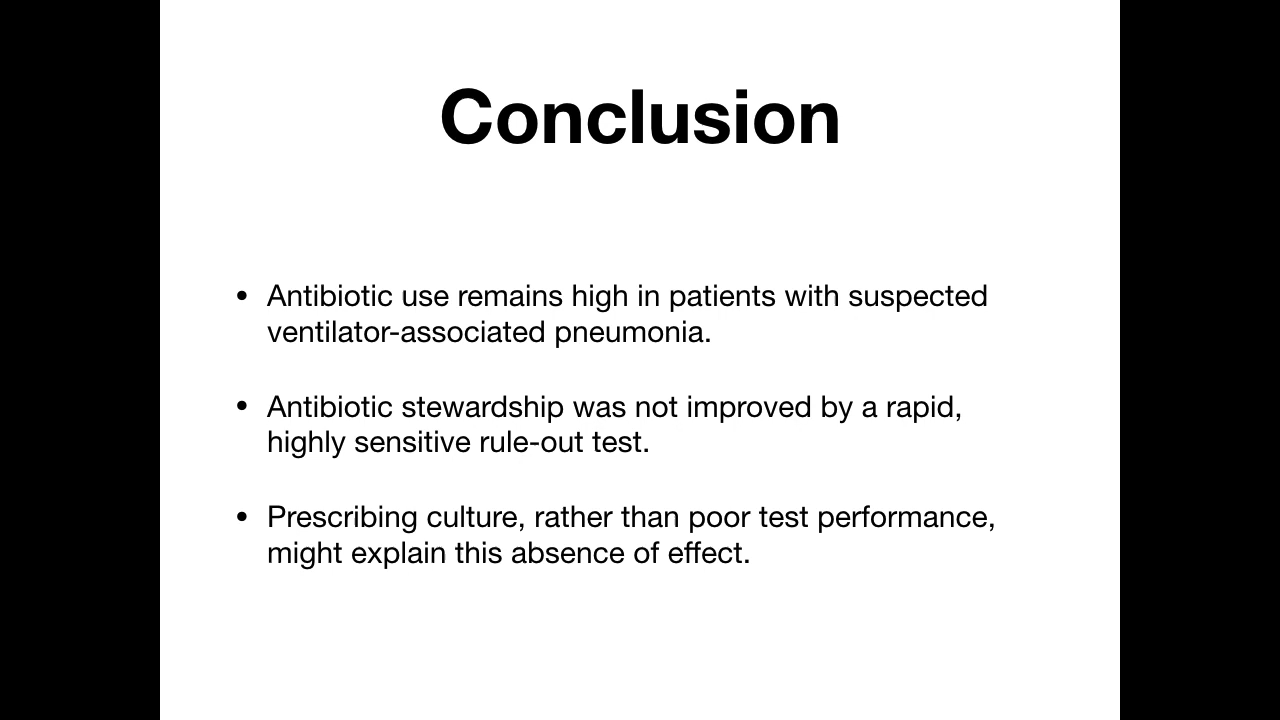 Conclusion
• Antibiotic use remains high in patients with suspected
ventilator-associated pneumonia.
• Antibiotic stewardship was not improved by a rapid,
highly sensitive rule-out test.
• Prescribing culture, rather than poor test performance,
might explain this absence of effect.